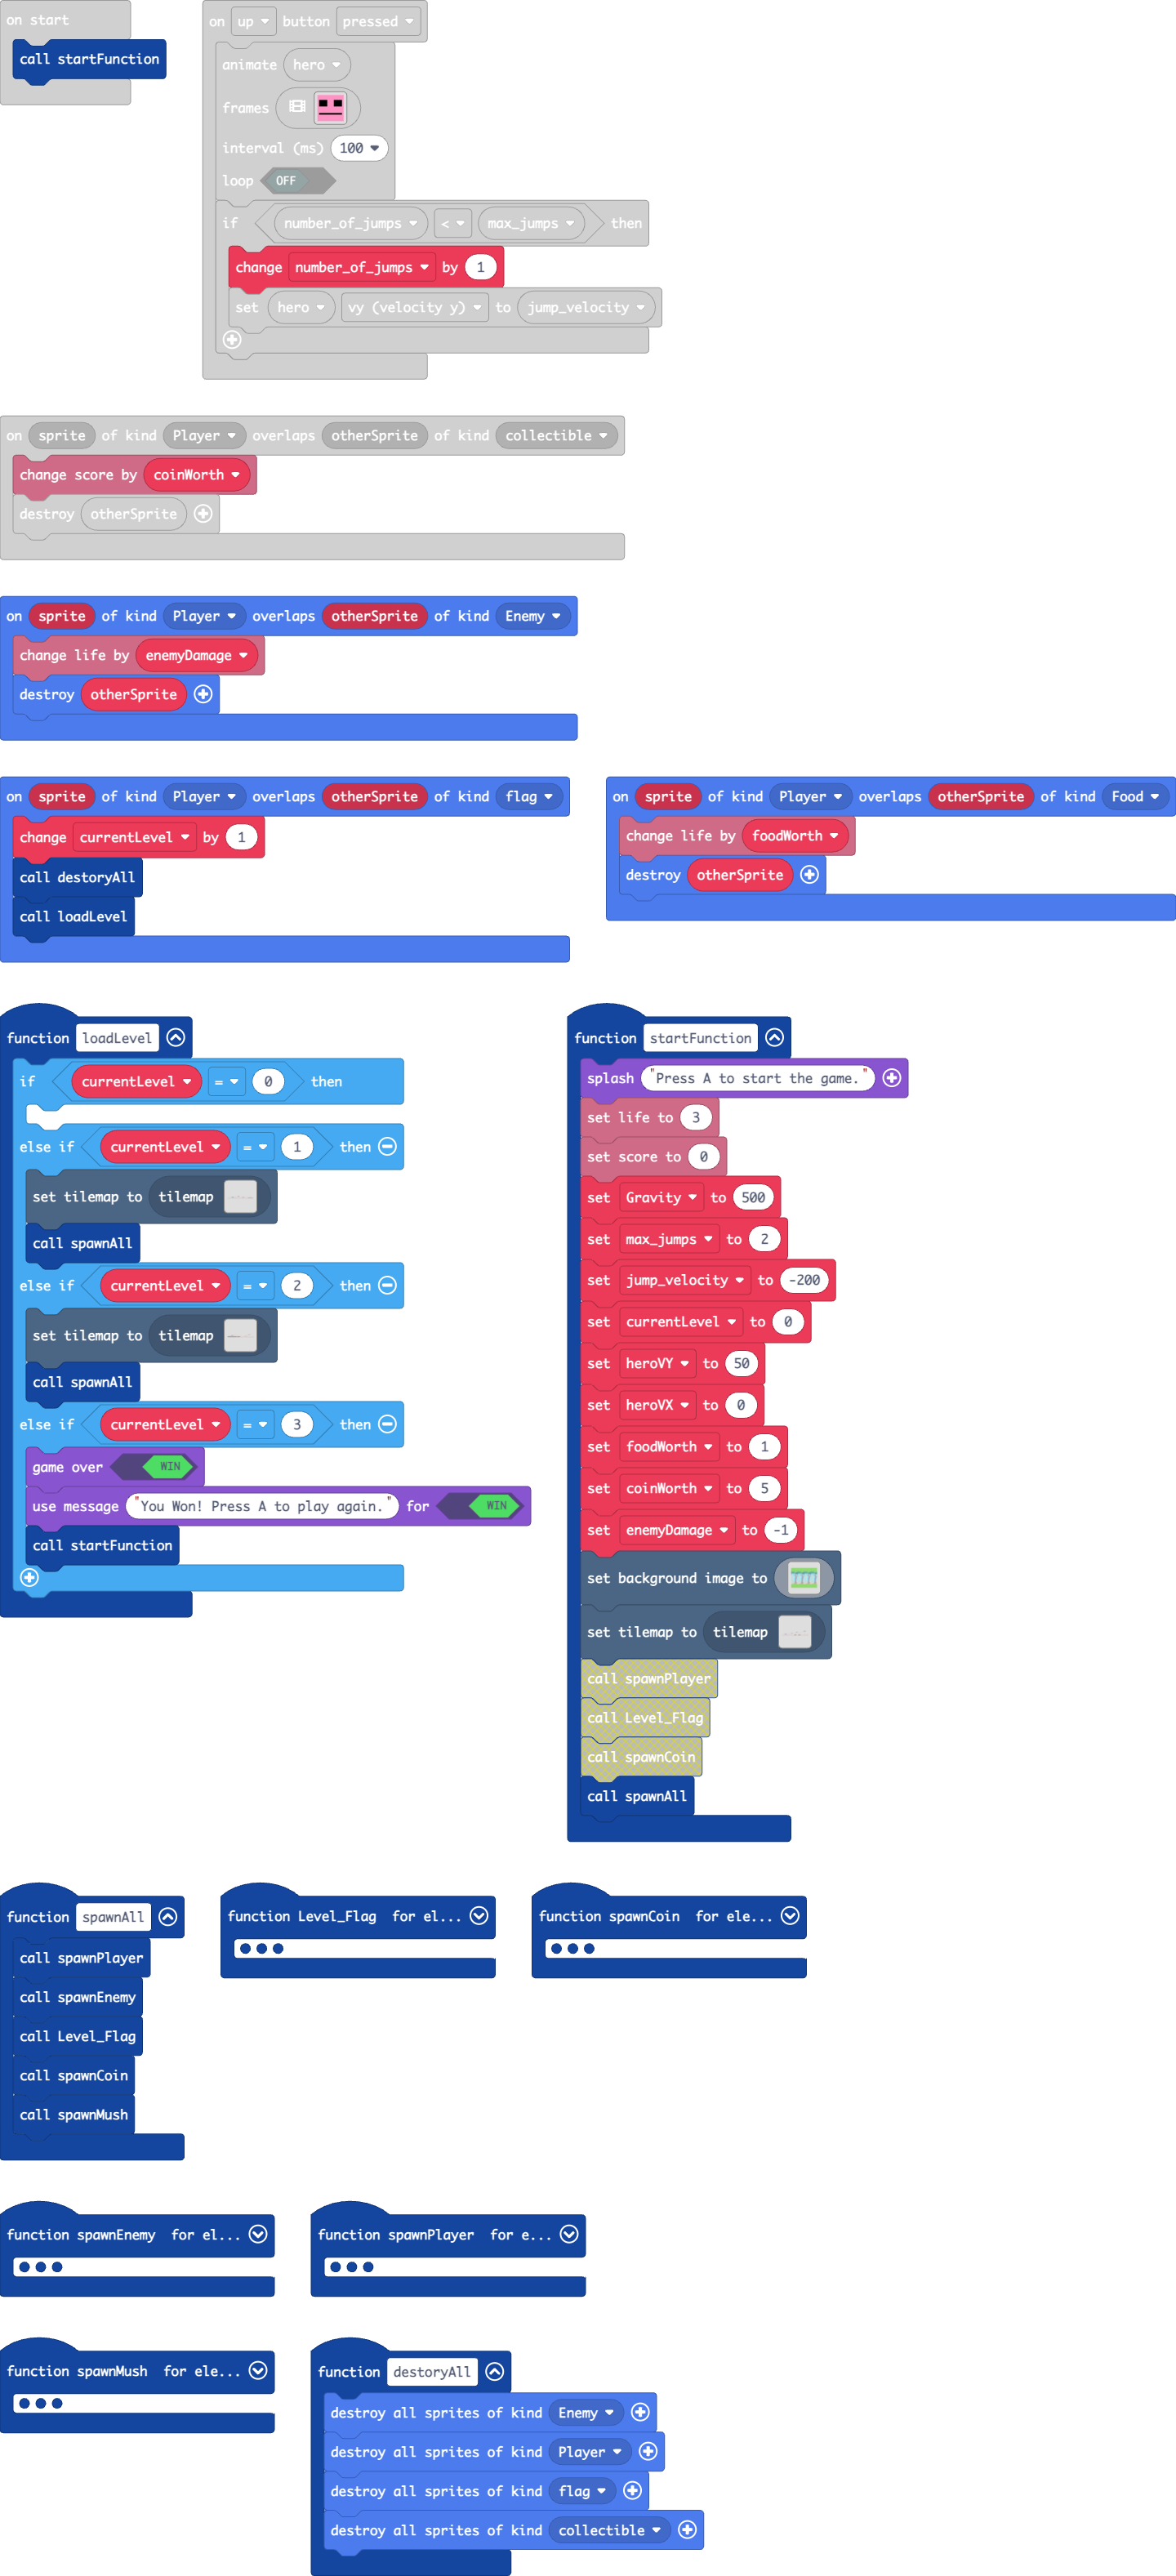 on start
call startFunction
on up button pressed
animate hero
frames
interval (ms) 100
loop OFF
if number_of_jumps < max_jumps then
change number_of_jumps by 1
set hero vy (velocity y) to jump_velocity
on sprite of kind Player overlaps otherSprite of kind collectible
change score by coinWorth
destroy otherSprite
on sprite of kind Player overlaps otherSprite of kind Enemy
change life by enemyDamage
destroy otherSprite
on sprite of kind Player overlaps otherSprite of kind flag
change currentLevel by 1
call destoryAll
call loadLevel
on sprite of kind Player overlaps otherSprite of kind Food
change life by foodWorth
destroy otherSprite
function loadLevel
if currentLevel = 0 then
else if currentLevel = 1 then
set tilemap to tilemap
call spawnAll
else if currentLevel = 2 then
set tilemap to tilemap
call spawnAll
else if currentLevel = 3 then
game over WIN
use message "You Won! Press A to play again." for WIN
call startFunction
function startFunction
splash "Press A to start the game."
set life to 3
set score to 0
set Gravity to 500
set max_jumps to 2
set jump_velocity to -200
set currentLevel to 0
set heroVY to 50
set heroVX to 0
set foodWorth to 1
set coinWorth to 5
set enemyDamage to -1
set background image to
set tilemap to tilemap
call spawnPlayer
call Level_Flag
call spawnCoin
call spawnAll
function spawnAll
call spawnPlayer
call spawnEnemy
call Level_Flag
call spawnCoin
call spawnMush
function Level_Flag for el...
function spawnCoin for ele...
function spawnEnemy for el...
function spawnPlayer for e...
function spawnMush for ele...
function destoryAll
destroy all sprites of kind Enemy
destroy all sprites of kind Player
destroy all sprites of kind flag
destroy all sprites of kind collectible